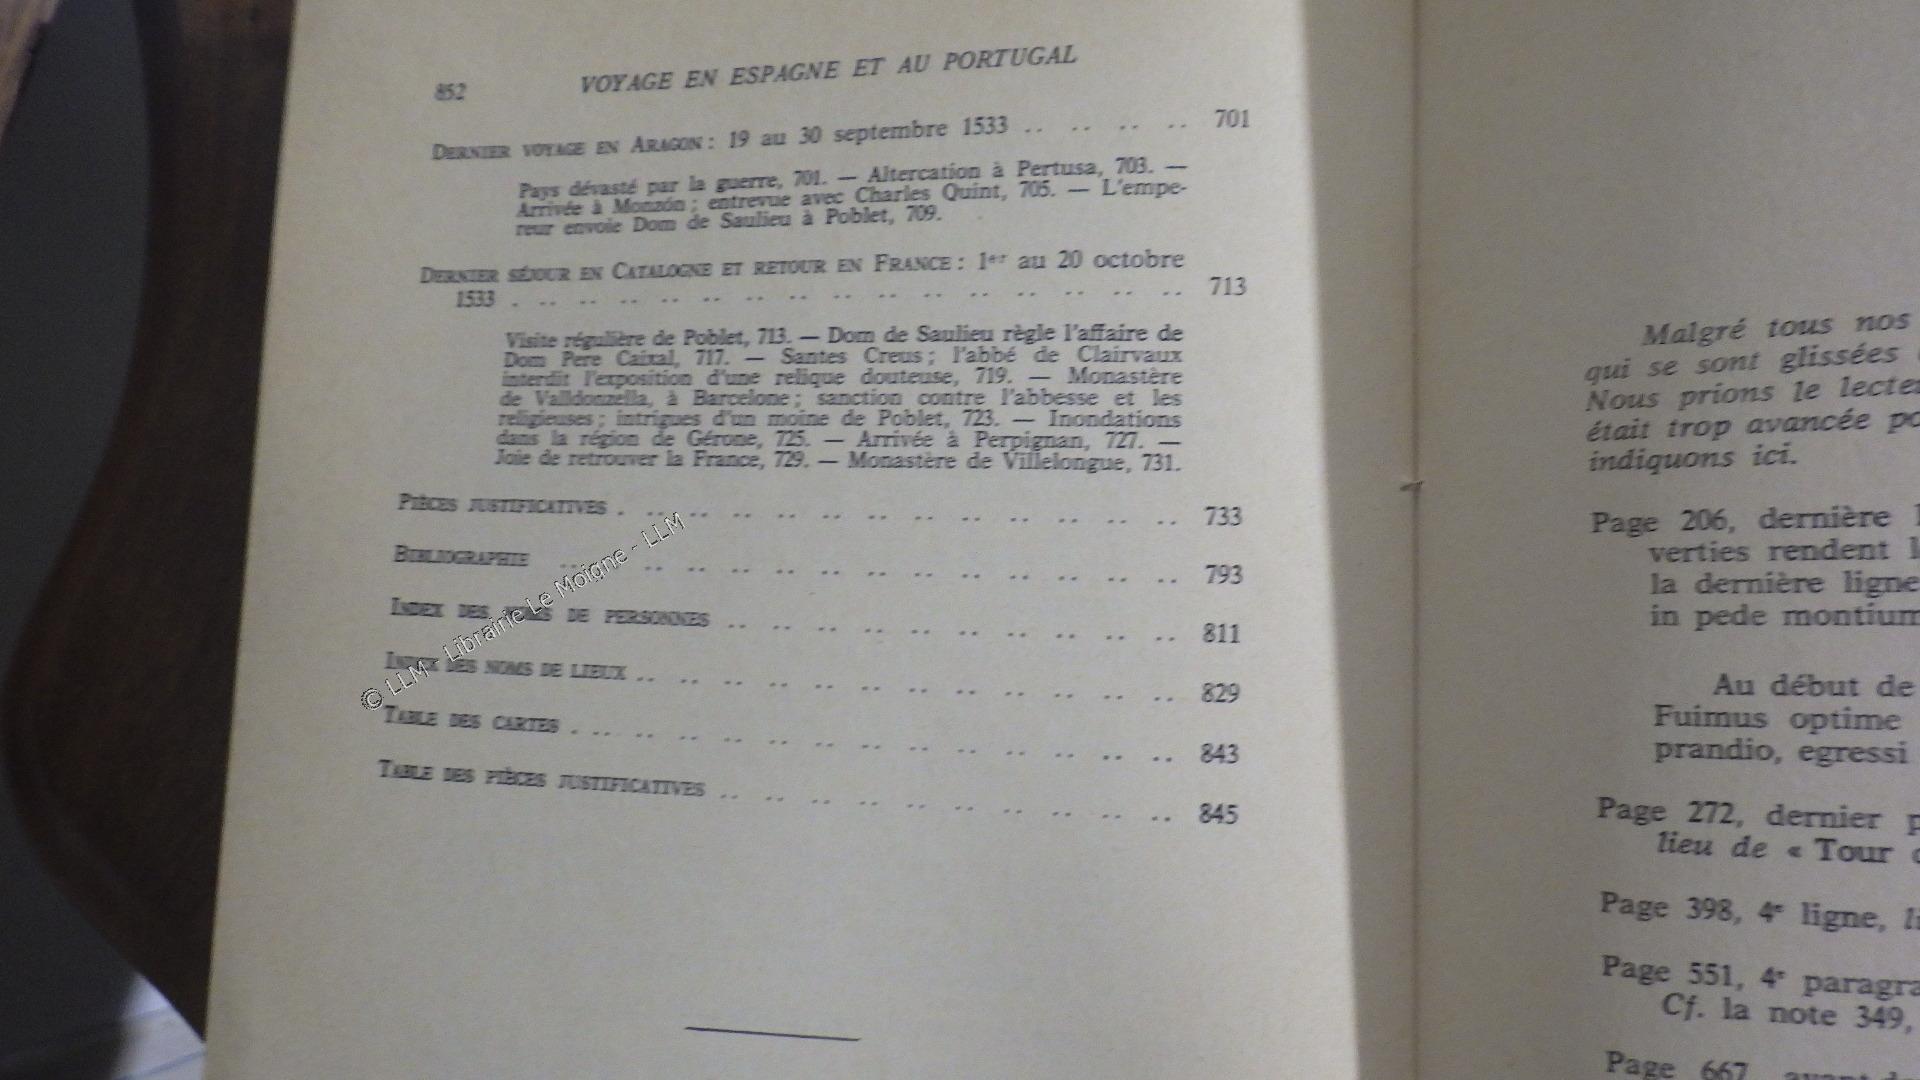 852 VOYAGE EN ESPAGNE ET AU PORTUGAL
DERNIER VOYAGE EN ARAGON : 19 au 30 septembre 1533 .. .. .. .. 701
Pays dévasté par la guerre, 701. — Altercation à Pertusa, 703. —
Arrivée à Monzón ; entrevue avec Charles Quint, 705. — L'empe-
reur envoie Dom de Saulieu à Poblet, 709.
DERNIER SÉJOUR EN CATALOGNE ET RETOUR EN FRANCE : 1er au 20 octobre
1533 . .. .. .. .. .. .. .. .. .. .. .. .. .. .. .. 713
Visite régulière de Poblet, 713. — Dom de Saulieu règle l'affaire de
Dom Pere Caixal, 717. — Santes Creus ; l'abbé de Clairvaux
interdit l'exposition d'une relique douteuse, 719. — Monastère
de Valldonzella, à Barcelone ; sanction contre l'abbesse et les
religieuses ; intrigues d'un moine de Poblet, 723. — Inondations
dans la région de Gérone, 725. — Arrivée à Perpignan, 727. —
Joie de retrouver la France, 729. — Monastère de Villelongue, 731.
PIÈCES JUSTIFICATIVES . .. .. .. .. .. .. .. .. .. .. .. .. 733
BIBLIOGRAPHIE .. .. .. .. .. .. .. .. .. .. .. .. .. 793
INDEX DES NOMS DE PERSONNES .. .. .. .. .. .. .. .. .. .. 811
INDEX DES NOMS DE LIEUX .. .. .. .. .. .. .. .. .. .. .. .. 829
TABLE DES CARTES . .. .. .. .. .. .. .. .. .. .. .. .. .. 843
TABLE DES PIÈCES JUSTIFICATIVES .. .. .. .. .. .. .. .. .. .. 845
© LLM - Librairie Le Moigne - LLM
Malgré tous nos
qui se sont glissées
Nous prions le
était trop avancée
indiquons ici.
Page 206, dernière
verties rendent
la dernière ligne
in pede montium
Au début de
Fuimus optime
prandio, egressi
Page 272, dernier
lieu de « Tour
Page 398, 4e ligne,
Page 551, 4e
Cf. la note 349,
Page 667